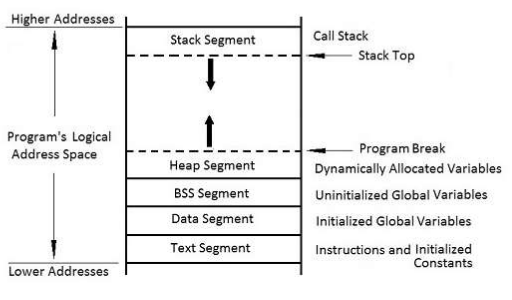 Higher Addresses
Stack Segment
Call Stack
Stack Top
Program's Logical
Address Space
Program Break
Heap Segment
Dynamically Allocated Variables
BSS Segment
Uninitialized Global Variables
Data Segment
Initialized Global Variables
Text Segment
Instructions and Initialized
Constants
Lower Addresses